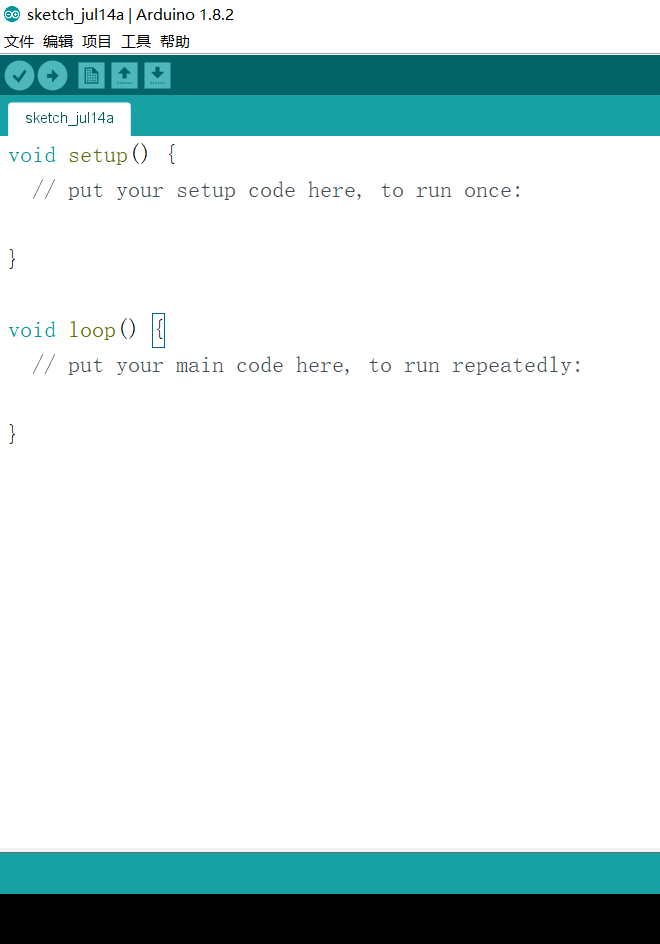 sketch_jul14a | Arduino 1.8.2
文件 编辑 项目 工具 帮助
sketch_jul14a
void setup() {
  // put your setup code here, to run once:
}
void loop() {
  // put your main code here, to run repeatedly:
}